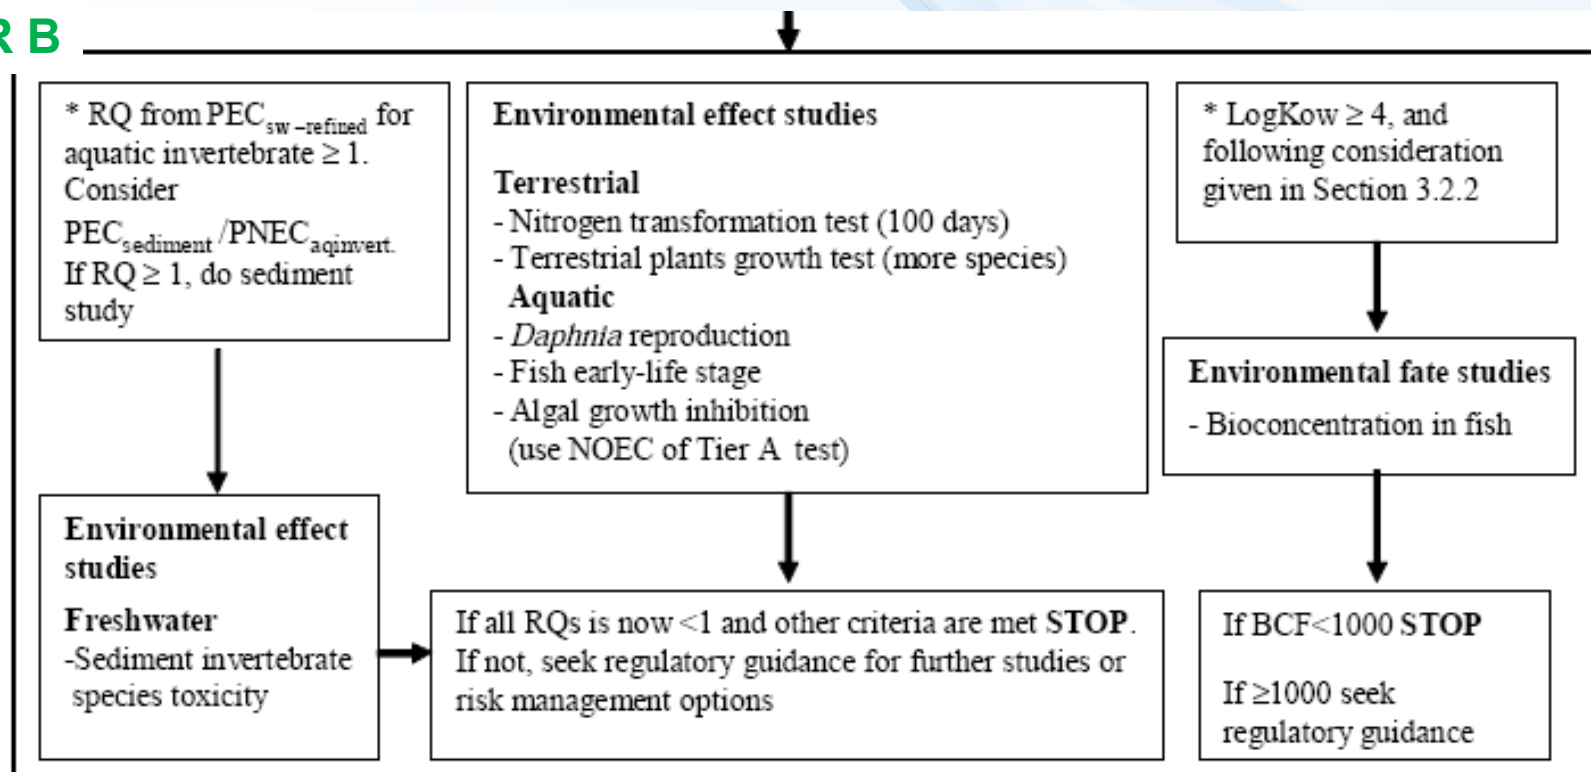 R B
* RQ from PECsw–refined for
aquatic invertebrate ≥ 1.
Consider
PECsediment /PNECaqinvert.
If RQ ≥ 1, do sediment
study
Environmental effect studies
Terrestrial
- Nitrogen transformation test (100 days)
- Terrestrial plants growth test (more species)
Aquatic
- Daphnia reproduction
- Fish early-life stage
- Algal growth inhibition
(use NOEC of Tier A test)
* LogKow ≥ 4, and
following consideration
given in Section 3.2.2
Environmental fate studies
- Bioconcentration in fish
Environmental effect
studies
Freshwater
-Sediment invertebrate
species toxicity
If all RQs is now <1 and other criteria are met STOP.
If not, seek regulatory guidance for further studies or
risk management options
If BCF<1000 STOP
If ≥1000 seek
regulatory guidance